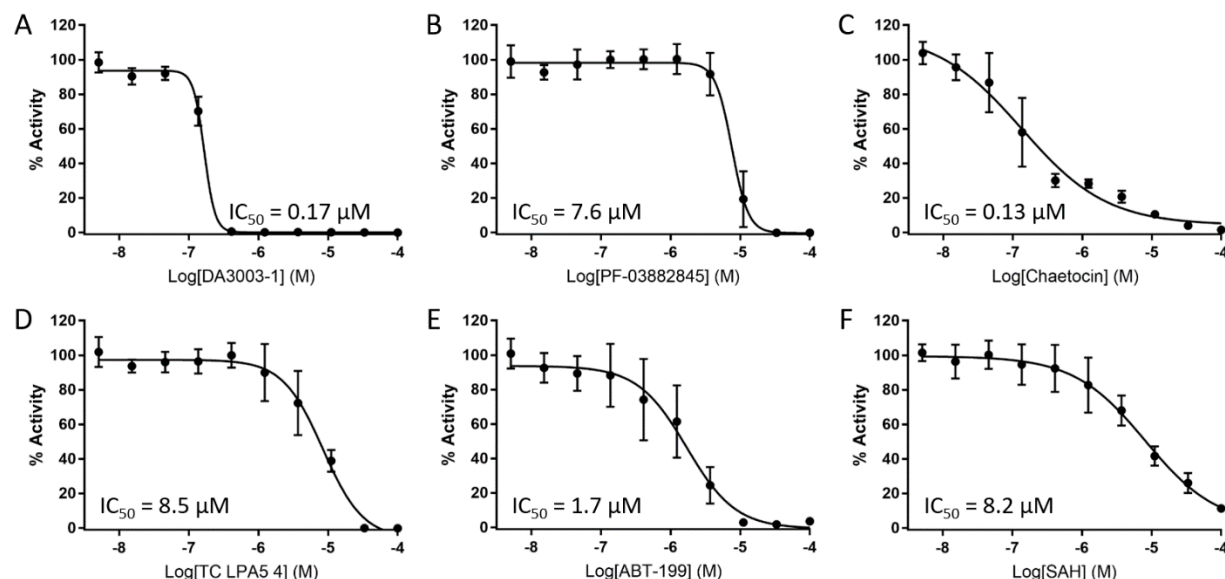 A
120
100
80
60
40
20
0
% Activity
IC50 = 0.17 µM
-8 -7 -6 -5 -4
Log[DA3003-1] (M)
B
120
100
80
60
40
20
0
% Activity
IC50 = 7.6 µM
-8 -7 -6 -5 -4
Log[PF-03882845] (M)
C
120
100
80
60
40
20
0
% Activity
IC50 = 0.13 µM
-8 -7 -6 -5 -4
Log[Chaetocin] (M)
D
120
100
80
60
40
20
0
% Activity
IC50 = 8.5 µM
-8 -7 -6 -5 -4
Log[TC LPA5 4] (M)
E
120
100
80
60
40
20
0
% Activity
IC50 = 1.7 µM
-8 -7 -6 -5 -4
Log[ABT-199] (M)
F
120
100
80
60
40
20
0
% Activity
IC50 = 8.2 µM
-8 -7 -6 -5 -4
Log[SAH] (M)